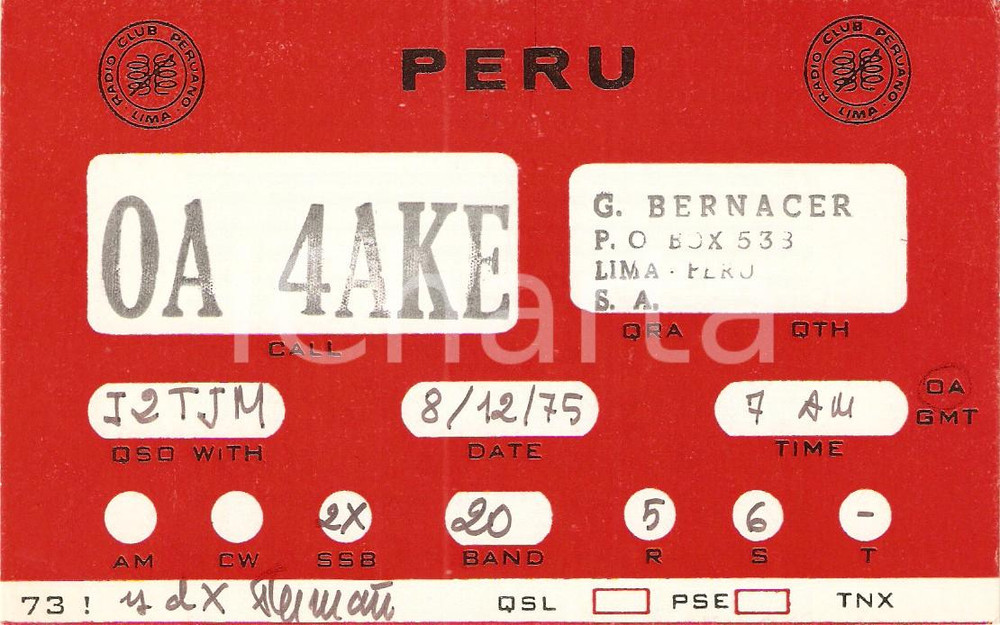 PERU
RADIO CLUB PERUANO
LIMA
RADIO CLUB PERUANO
LIMA
OA 4AKE
CALL
G. BERNACER
P. O BOX 533
LIMA - PERU
S. A.
QRA QTH
I2TJM
QSO WITH
8/12/75
DATE
7 AM
TIME
OA
GMT
AM
CW
2X
SSB
20
BAND
5
R
6
S
-
T
73! y dX
QSL PSE TNX
iCharta